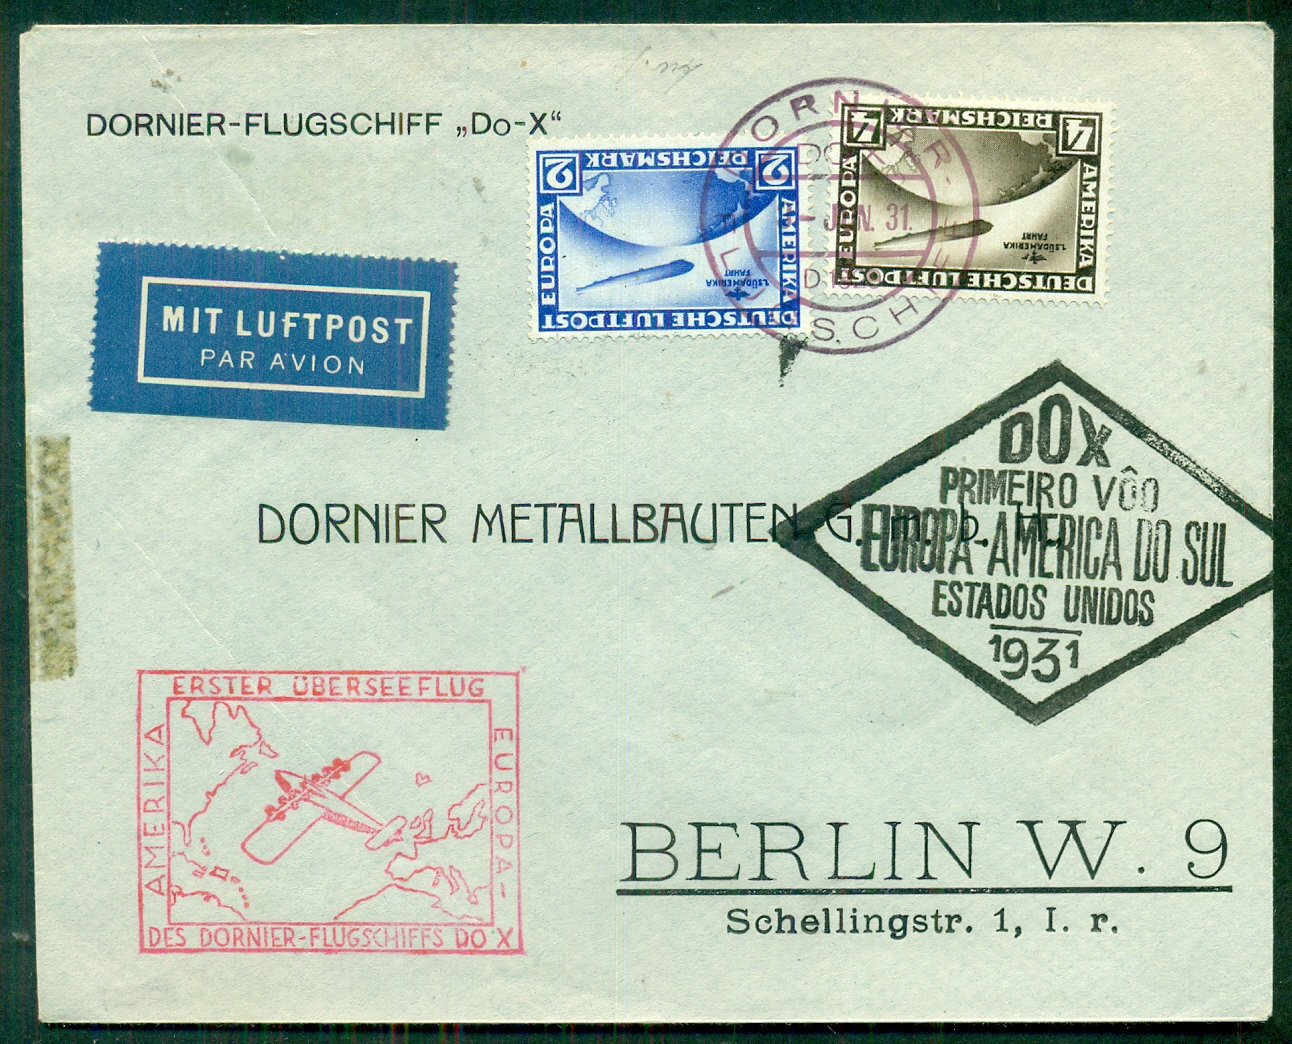 DORNIER-FLUGSCHIFF „Do-X“
2 REICHSMARK 2
EUROPA
AMERIKA
1.SÜDAMERIKA
FAHRT
DEUTSCHE LUFTPOST
4 REICHSMARK 4
EUROPA
AMERIKA
1.SÜDAMERIKA
FAHRT
DEUTSCHE LUFTPOST
DORNIER-
FLUGSCHIFF
JUN. 31.
MIT LUFTPOST
PAR AVION
DORNIER METALLBAUTEN G. m. b. H.
DOX
PRIMEIRO VÔO
EUROPA-AMERICA DO SUL
ESTADOS UNIDOS
1931
ERSTER ÜBERSEEFLUG
AMERIKA
EUROPA-
DES DORNIER-FLUGSCHIFFS DO X
BERLIN W. 9
Schellingstr. 1, I. r.